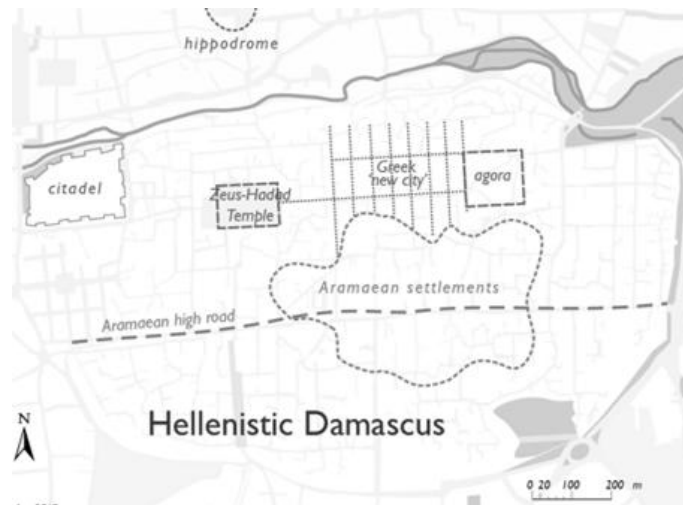 hippodrome
citadel
Greek
'new city'
agora
Zeus-Hadad
Temple
Aramaean settlements
Aramaean high road
N
Hellenistic Damascus
0 20 100 200 m